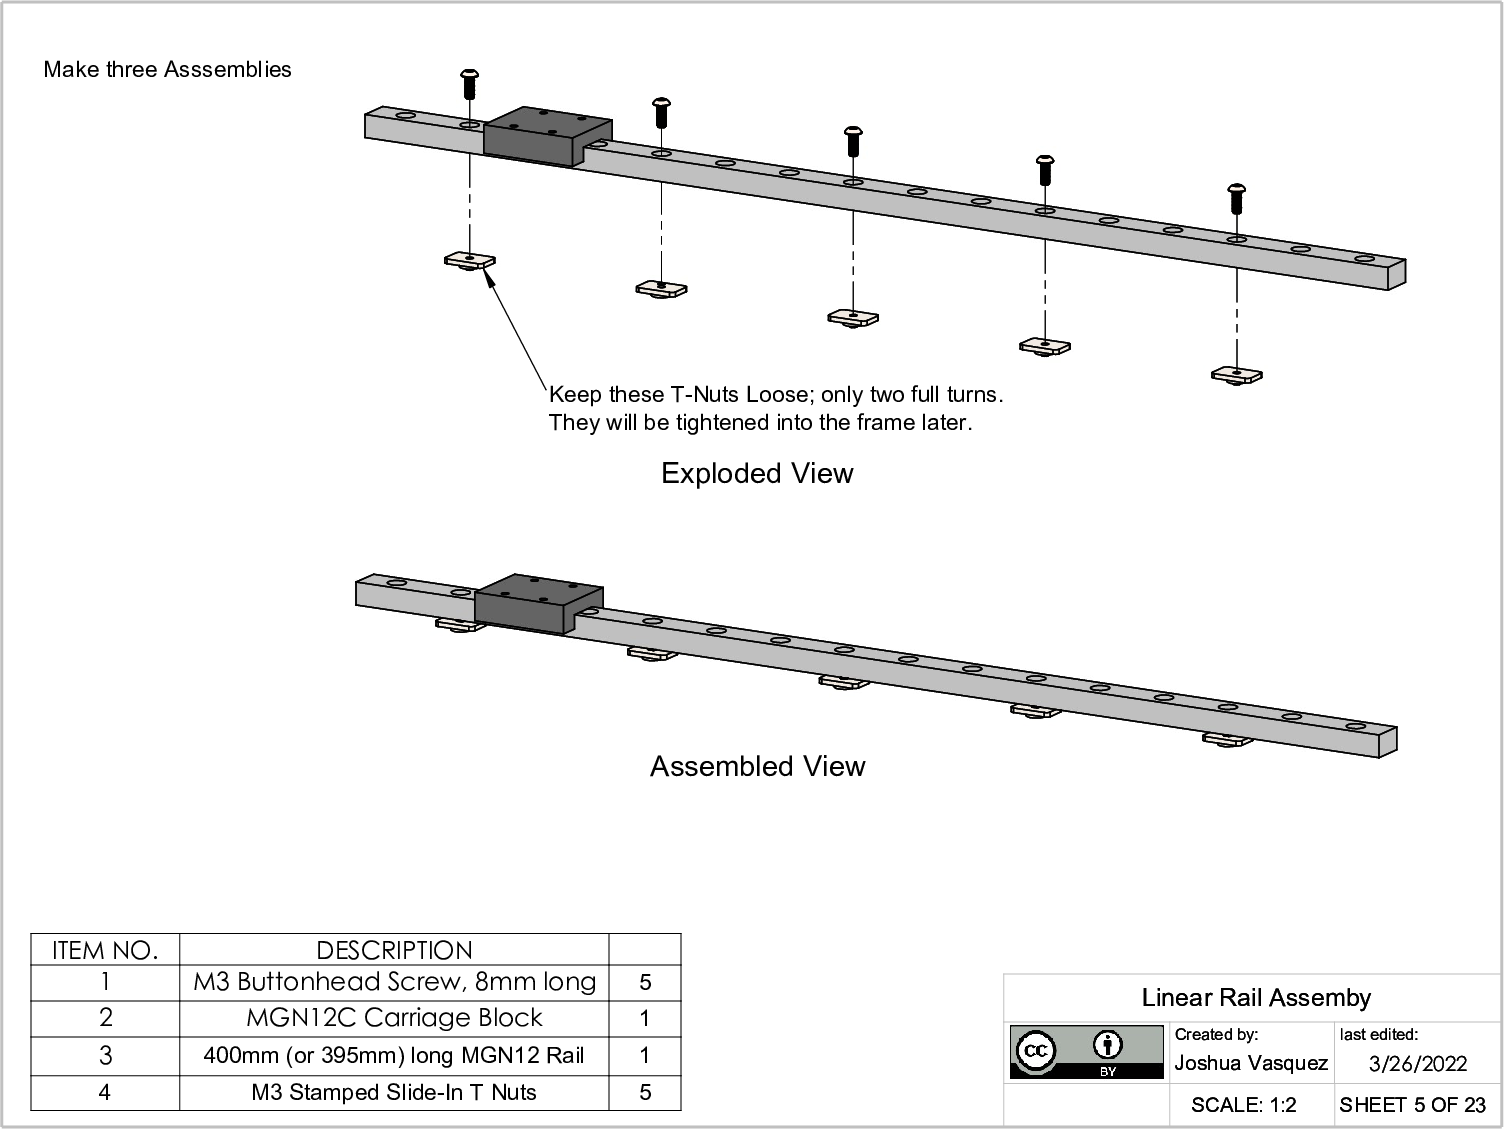 Make three Asssemblies
Keep these T-Nuts Loose; only two full turns.
They will be tightened into the frame later.
Exploded View
Assembled View
ITEM NO. DESCRIPTION
1 M3 Buttonhead Screw, 8mm long 5
2 MGN12C Carriage Block 1
3 400mm (or 395mm) long MGN12 Rail 1
4 M3 Stamped Slide-In T Nuts 5
Linear Rail Assemby
cc BY
Created by: last edited:
Joshua Vasquez 3/26/2022
SCALE: 1:2 SHEET 5 OF 23